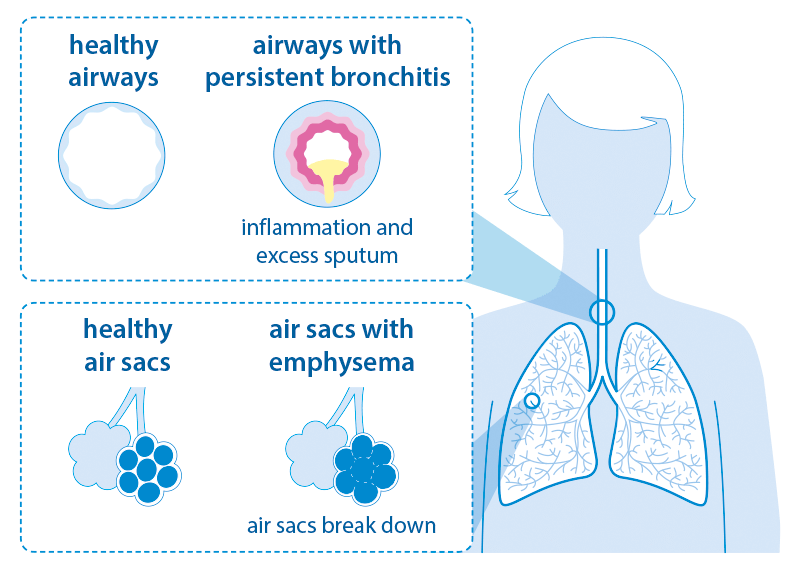 healthy
airways
airways with
persistent bronchitis
inflammation and
excess sputum
healthy
air sacs
air sacs with
emphysema
air sacs break down